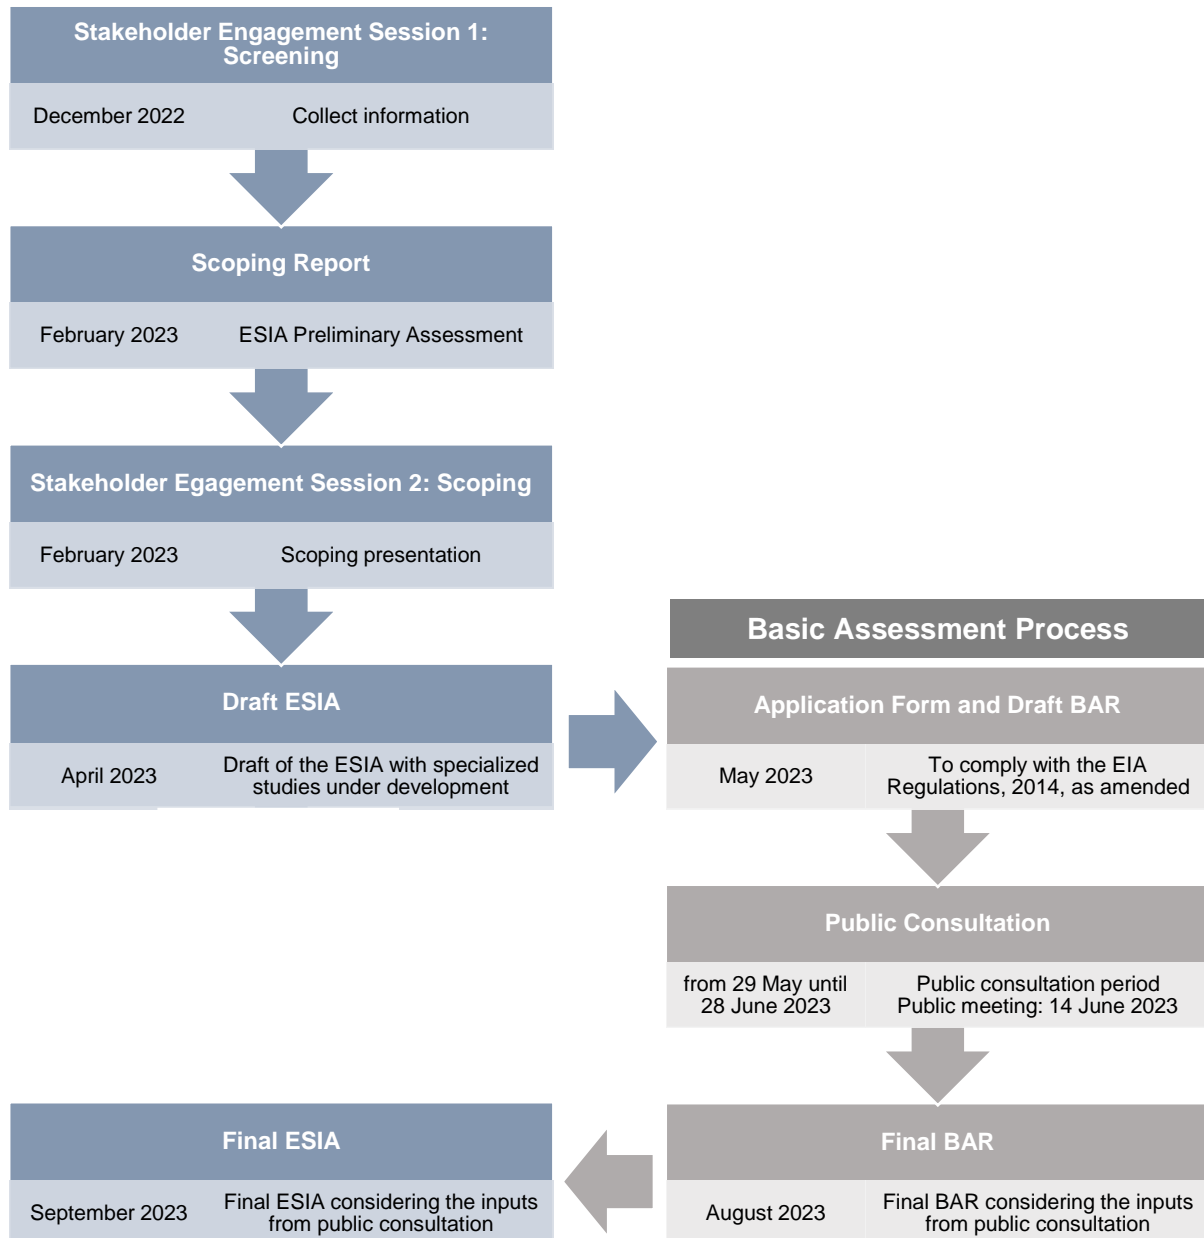 Stakeholder Engagement Session 1:
Screening
December 2022
Collect information
Scoping Report
February 2023
ESIA Preliminary Assessment
Stakeholder Egagement Session 2: Scoping
February 2023
Scoping presentation
Draft ESIA
April 2023
Draft of the ESIA with specialized
studies under development
Basic Assessment Process
Application Form and Draft BAR
May 2023
To comply with the EIA
Regulations, 2014, as amended
Public Consultation
from 29 May until
28 June 2023
Public consultation period
Public meeting: 14 June 2023
Final BAR
August 2023
Final BAR considering the inputs
from public consultation
Final ESIA
September 2023
Final ESIA considering the inputs
from public consultation